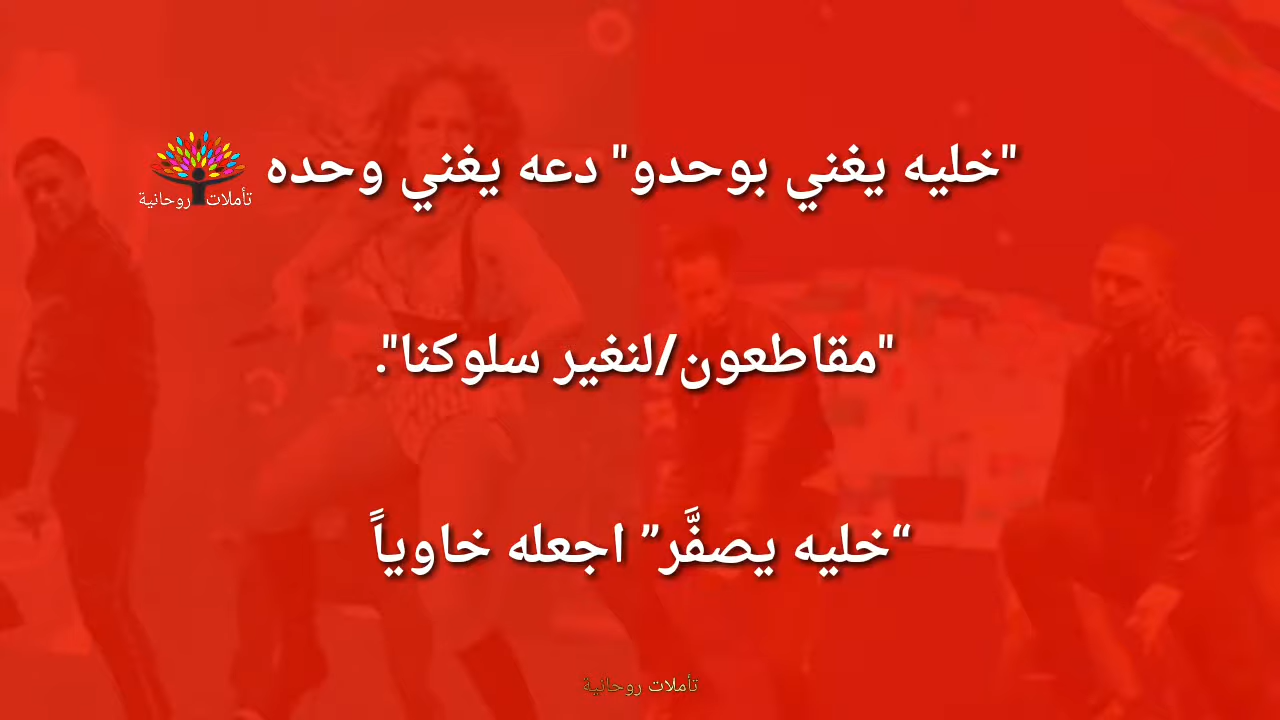 "خليه يغني بوحدو" دعه يغني وحده
تأملات روحانية
"مقاطعون/لنغير سلوكنا".
“خليه يصفَّر” اجعله خاوياً
تأملات روحانية